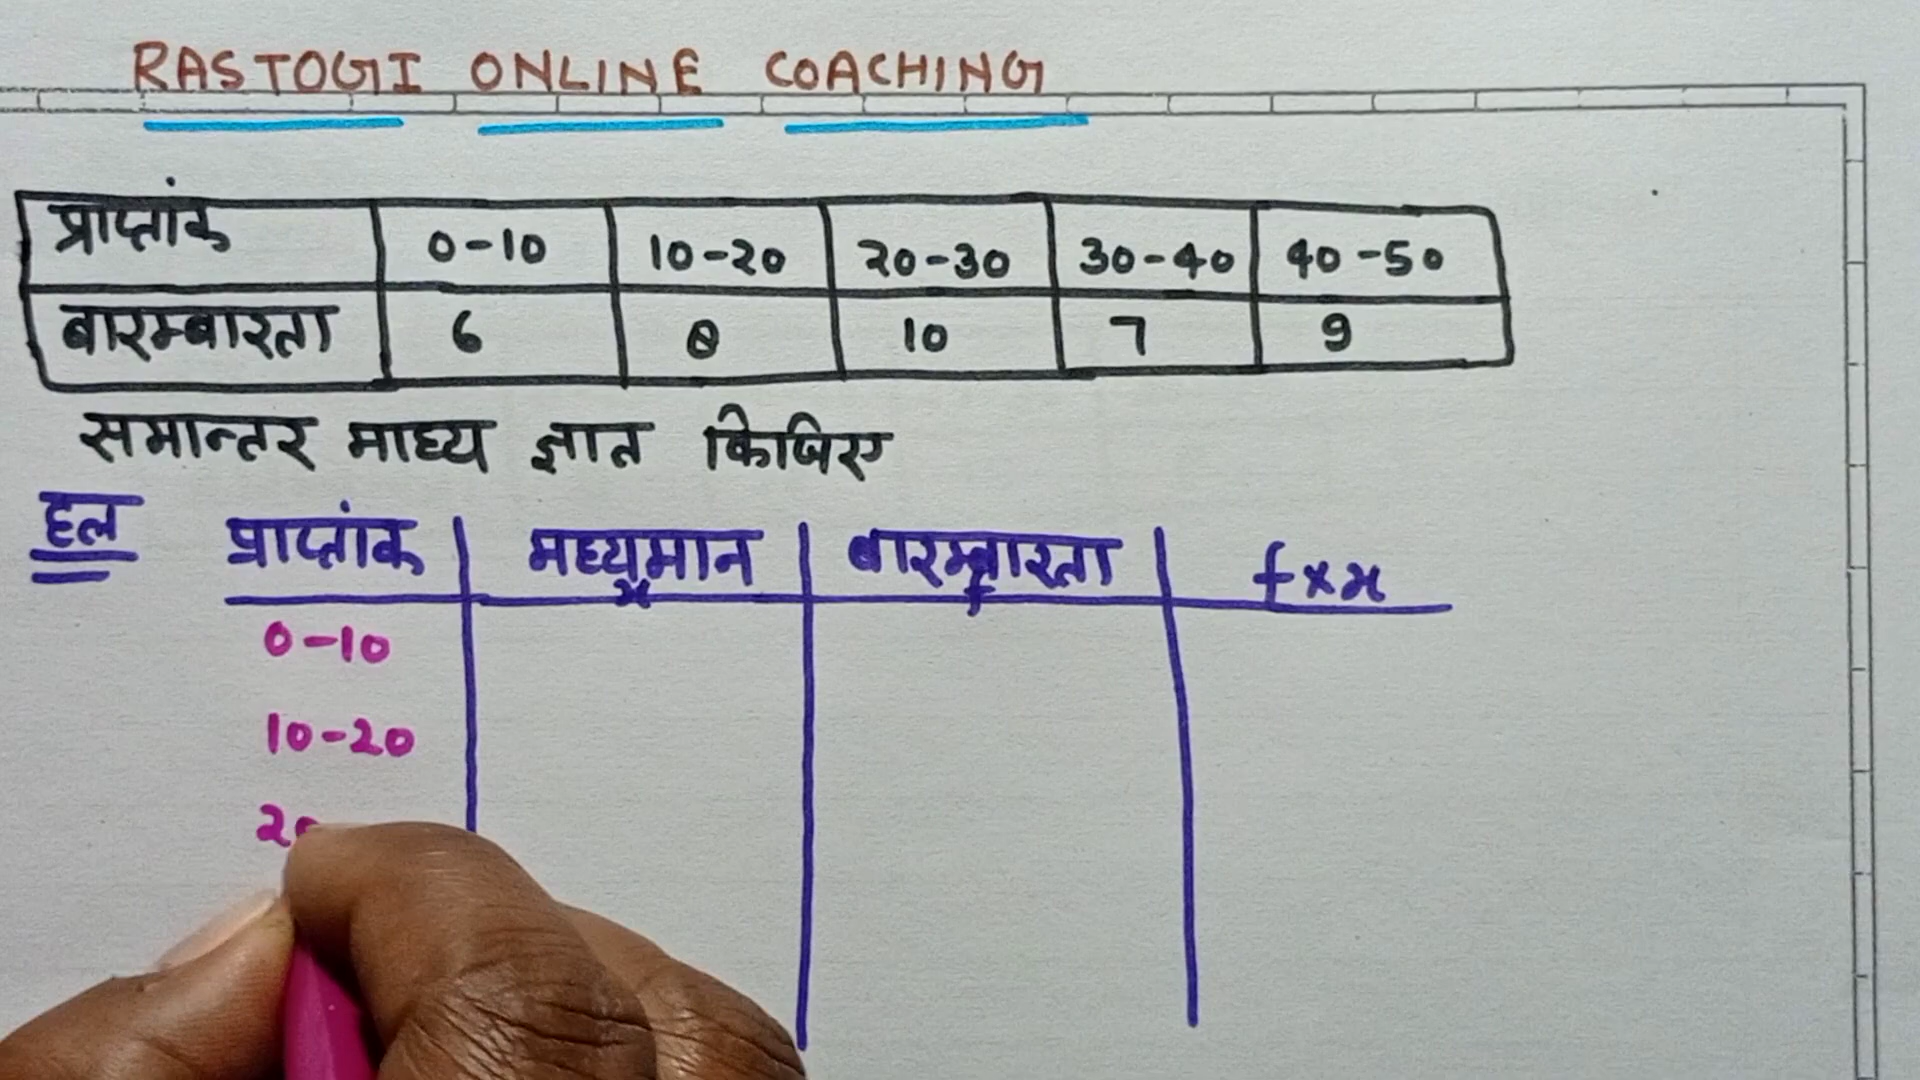 RASTOGI ONLINE COACHING
प्राप्तांक 0-10 10-20 20-30 30-40 40-50
बारम्बारता 6 8 10 7 9
समान्तर माध्य ज्ञात किजिए
हल प्राप्तांक मध्यमान बारम्बारता f×x
x f
0-10
10-20
20